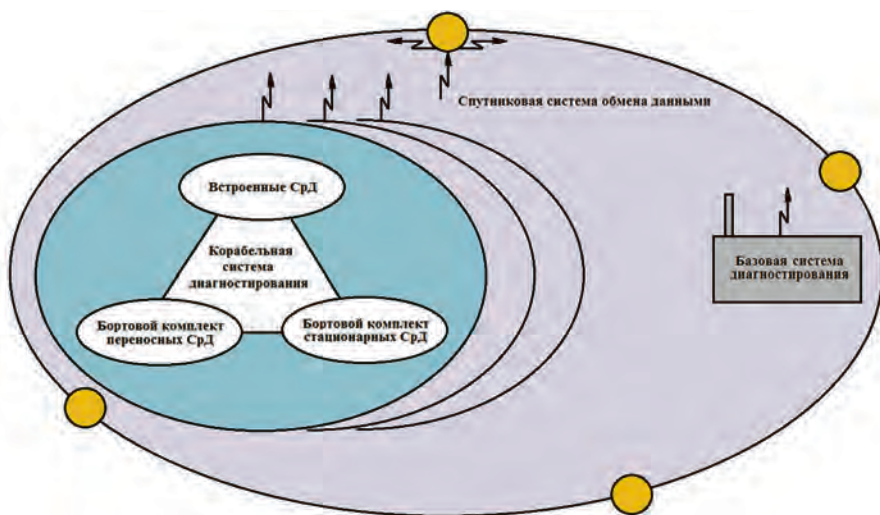 Спутниковая система обмена данными
Встроенные СрД
Корабельная
система
диагностирования
Базовая система
диагностирования
Бортовой комплект
переносных СрД
Бортовой комплект
стационарных СрД